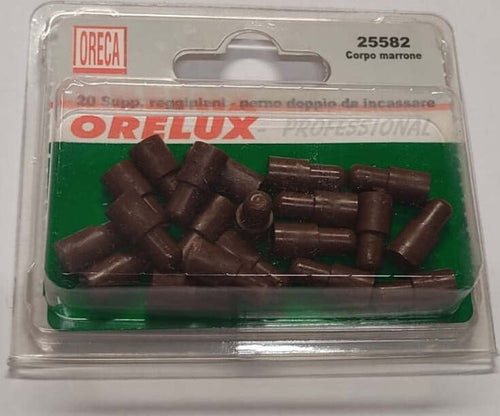 ORECA
25582
Corpo marrone
20 Supp. reggipiani - perno doppio da incassare
ORELUX - PROFESSIONAL